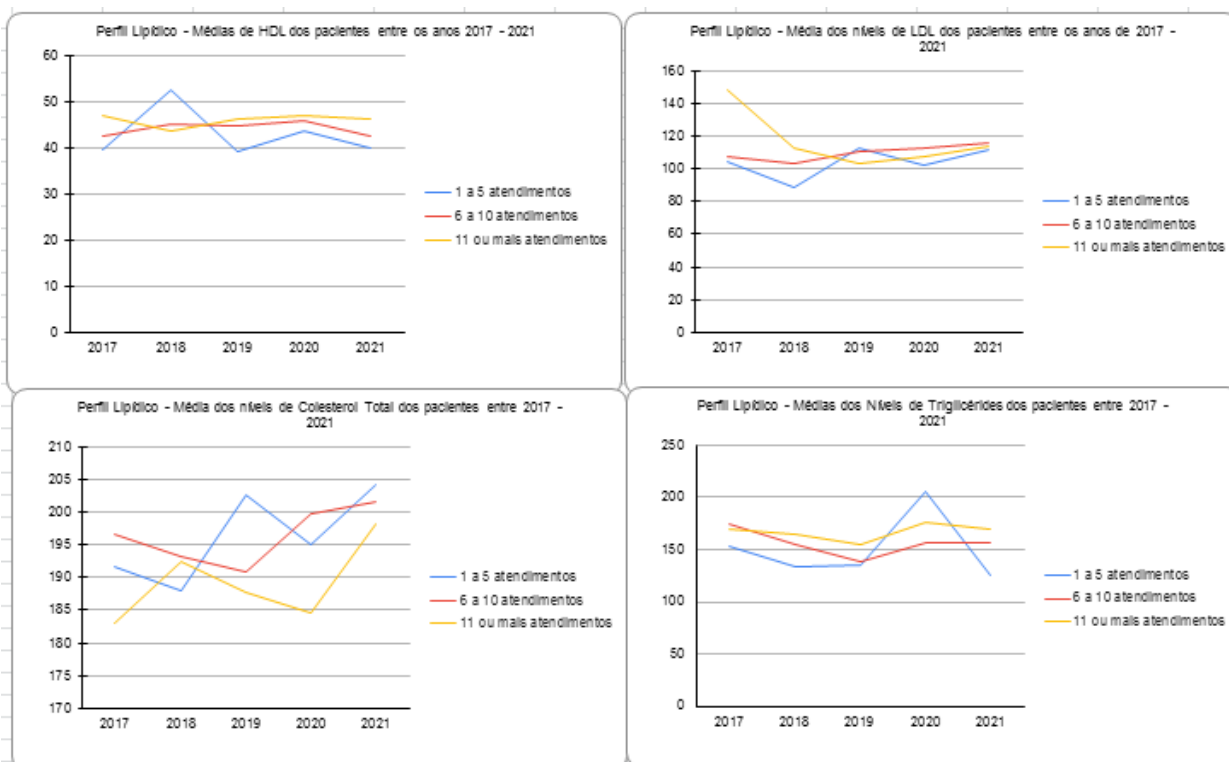 Perfil Lipídico - Médias de HDL dos pacientes entre os anos 2017 - 2021
60
50
40
30
20
10
0
2017 2018 2019 2020 2021
1 a 5 atendimentos
6 a 10 atendimentos
11 ou mais atendimentos
Perfil Lipídico - Média dos níveis de LDL dos pacientes entre os anos de 2017 -
2021
160
140
120
100
80
60
40
20
0
2017 2018 2019 2020 2021
1 a 5 atendimentos
6 a 10 atendimentos
11 ou mais atendimentos
Perfil Lipídico - Média dos níveis de Colesterol Total dos pacientes entre 2017 -
2021
210
205
200
195
190
185
180
175
170
2017 2018 2019 2020 2021
1 a 5 atendimentos
6 a 10 atendimentos
11 ou mais atendimentos
Perfil Lipídico - Médias dos Níveis de Triglicérides dos pacientes entre 2017 -
2021
250
200
150
100
50
0
2017 2018 2019 2020 2021
1 a 5 atendimentos
6 a 10 atendimentos
11 ou mais atendimentos